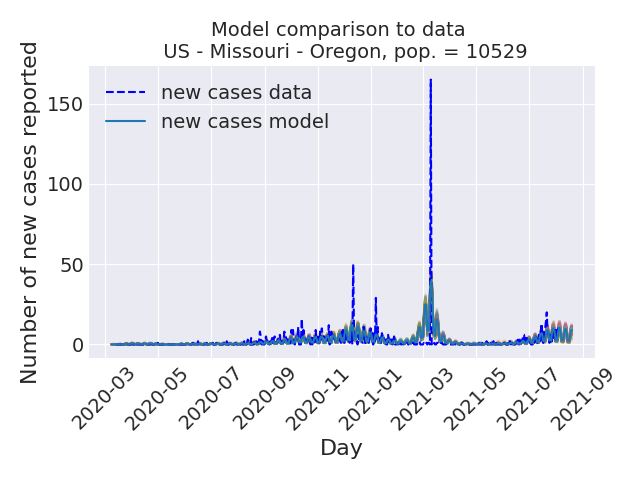 Model comparison to data
US - Missouri - Oregon, pop. = 10529
Number of new cases reported
150
100
50
0
new cases data
new cases model
2020-03
2020-05
2020-07
2020-09
2020-11
2021-01
2021-03
2021-05
2021-07
2021-09
Day